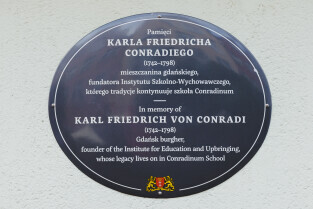 Pamięci
KARLA FRIEDRICHA
CONRADIEGO
(1742–1798)
mieszczanina gdańskiego,
fundatora Instytutu Szkolno-Wychowawczego,
którego tradycje kontynuuje szkoła Conradinum
In memory of
KARL FRIEDRICH VON CONRADI
(1742–1798)
Gdańsk burgher,
founder of the Institute for Education and Upbringing,
whose legacy lives on in Conradinum School